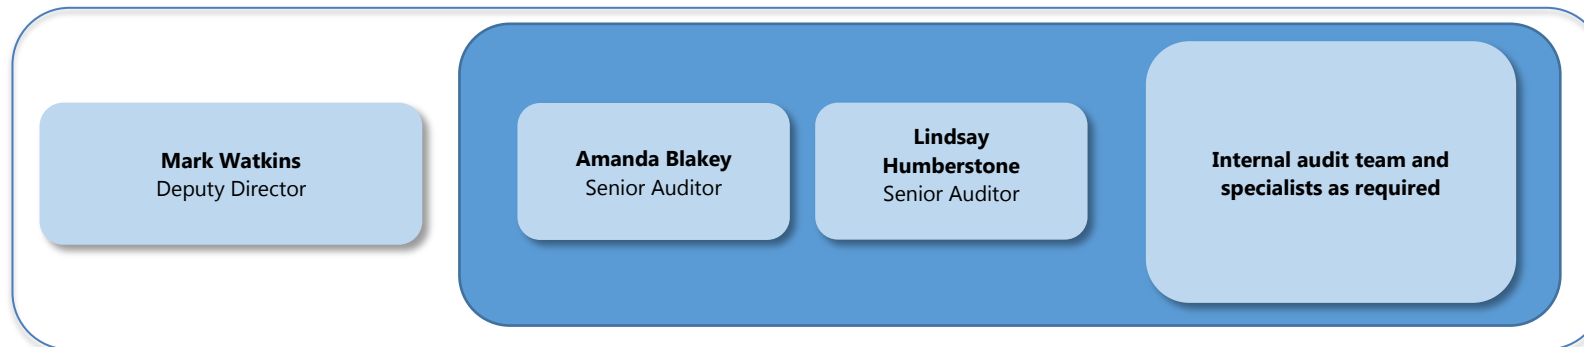 Mark Watkins
Deputy Director
Amanda Blakey
Senior Auditor
Lindsay
Humberstone
Senior Auditor
Internal audit team and
specialists as required